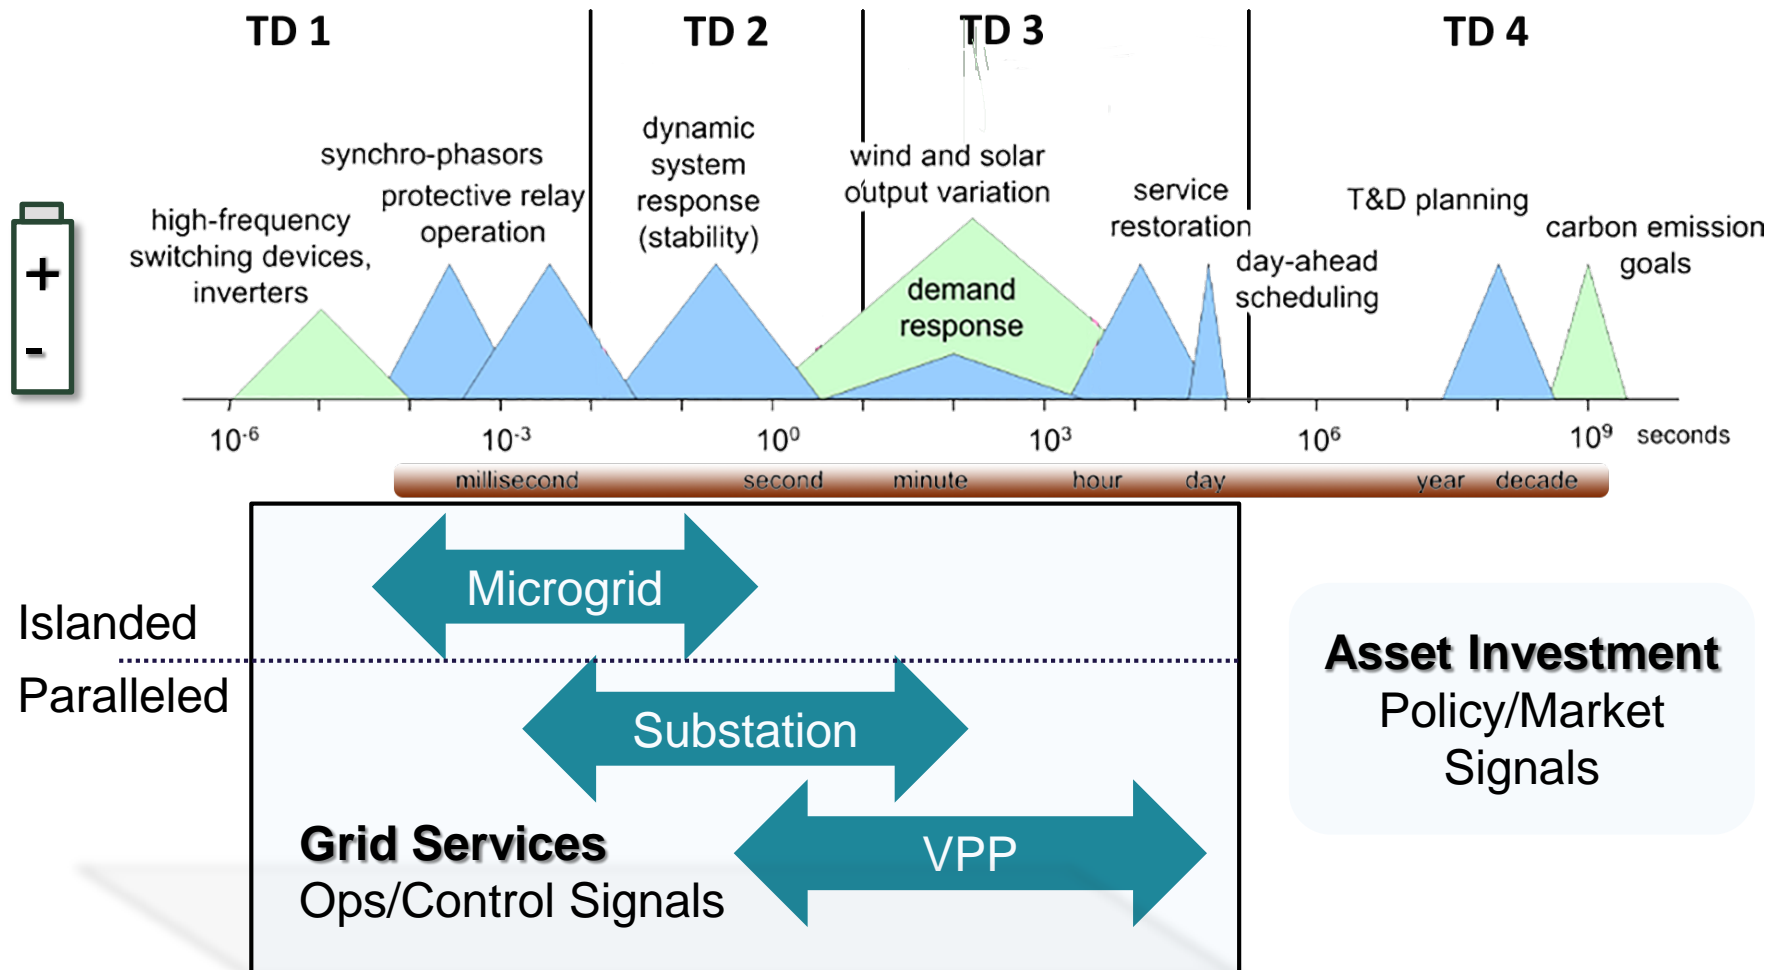 TD 1
TD 2
TD 3
TD 4
synchro-phasors
protective relay
operation
high-frequency
switching devices,
inverters
dynamic
system
response
(stability)
wind and solar
output variation
demand
response
service
restoration
day-ahead
scheduling
T&D planning
carbon emission
goals
+
-
10-6
10-3
10⁰
10³
10⁶
10⁹
seconds
millisecond
second
minute
hour
day
year
decade
Islanded
Paralleled
Microgrid
Substation
VPP
Grid Services
Ops/Control Signals
Asset Investment
Policy/Market
Signals